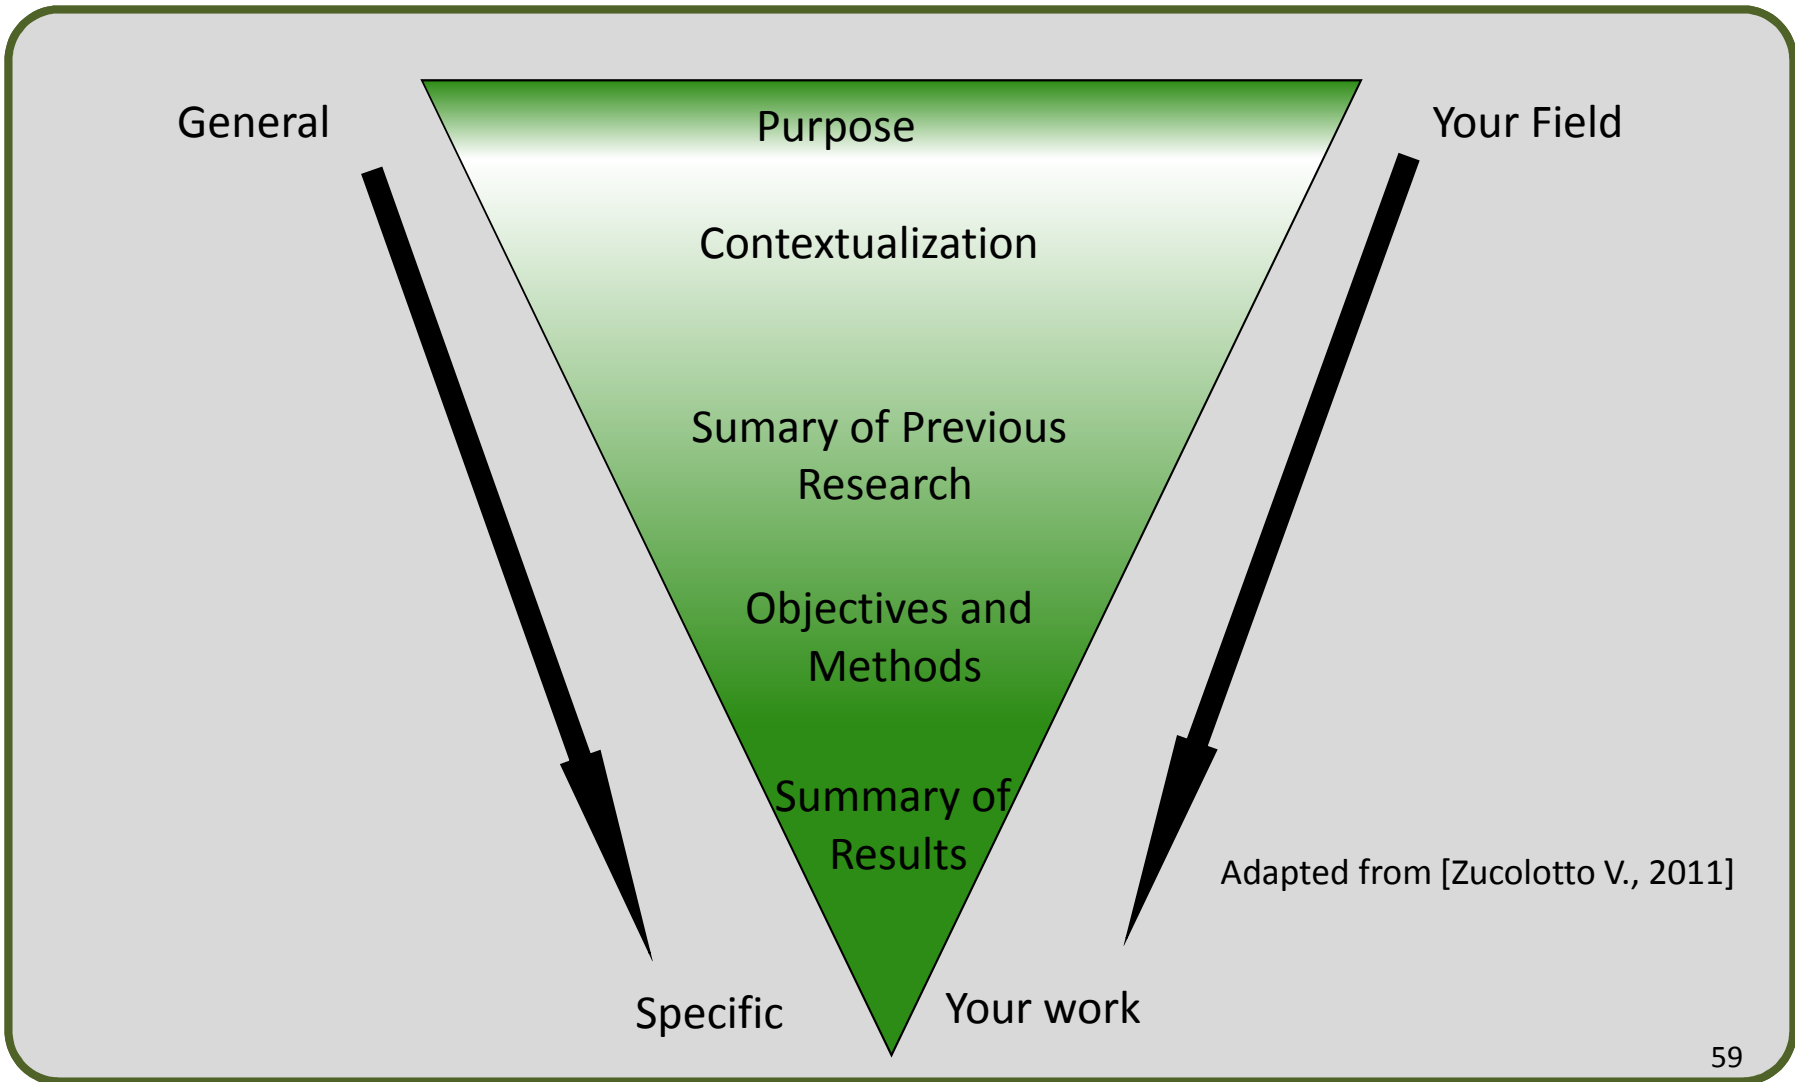 General
Purpose
Your Field
Contextualization
Sumary of Previous
Research
Objectives and
Methods
Summary of
Results
Adapted from [Zucolotto V., 2011]
Specific
Your work
59